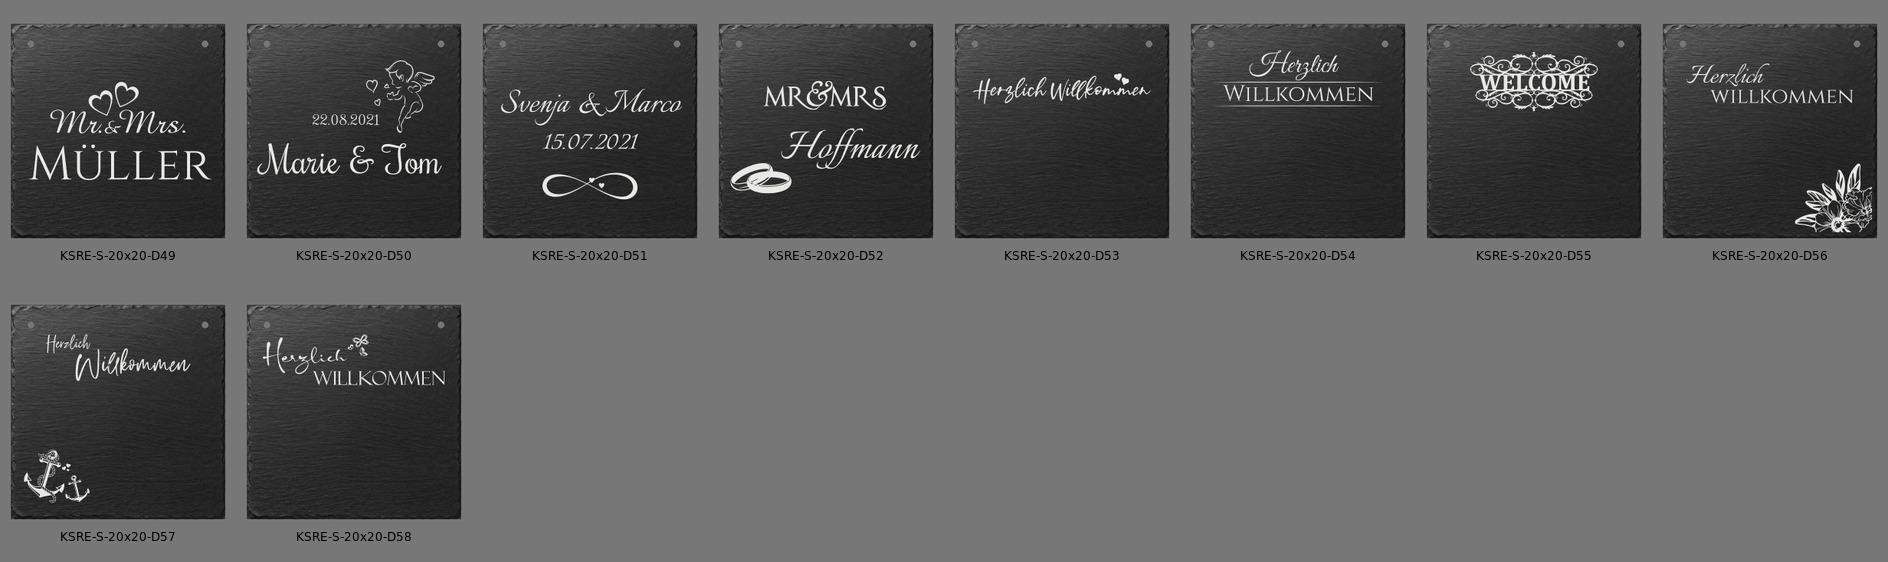 Mr.&Mrs.
MÜLLER
KSRE-S-20x20-D49
22.08.2021
Marie & Tom
KSRE-S-20x20-D50
Svenja & Marco
15.07.2021
KSRE-S-20x20-D51
MR&MRS
Hoffmann
KSRE-S-20x20-D52
Herzlich Willkommen
KSRE-S-20x20-D53
Herzlich
WILLKOMMEN
KSRE-S-20x20-D54
WELCOME
KSRE-S-20x20-D55
Herzlich
WILLKOMMEN
KSRE-S-20x20-D56
Herzlich
Willkommen
KSRE-S-20x20-D57
Herzlich
WILLKOMMEN
KSRE-S-20x20-D58